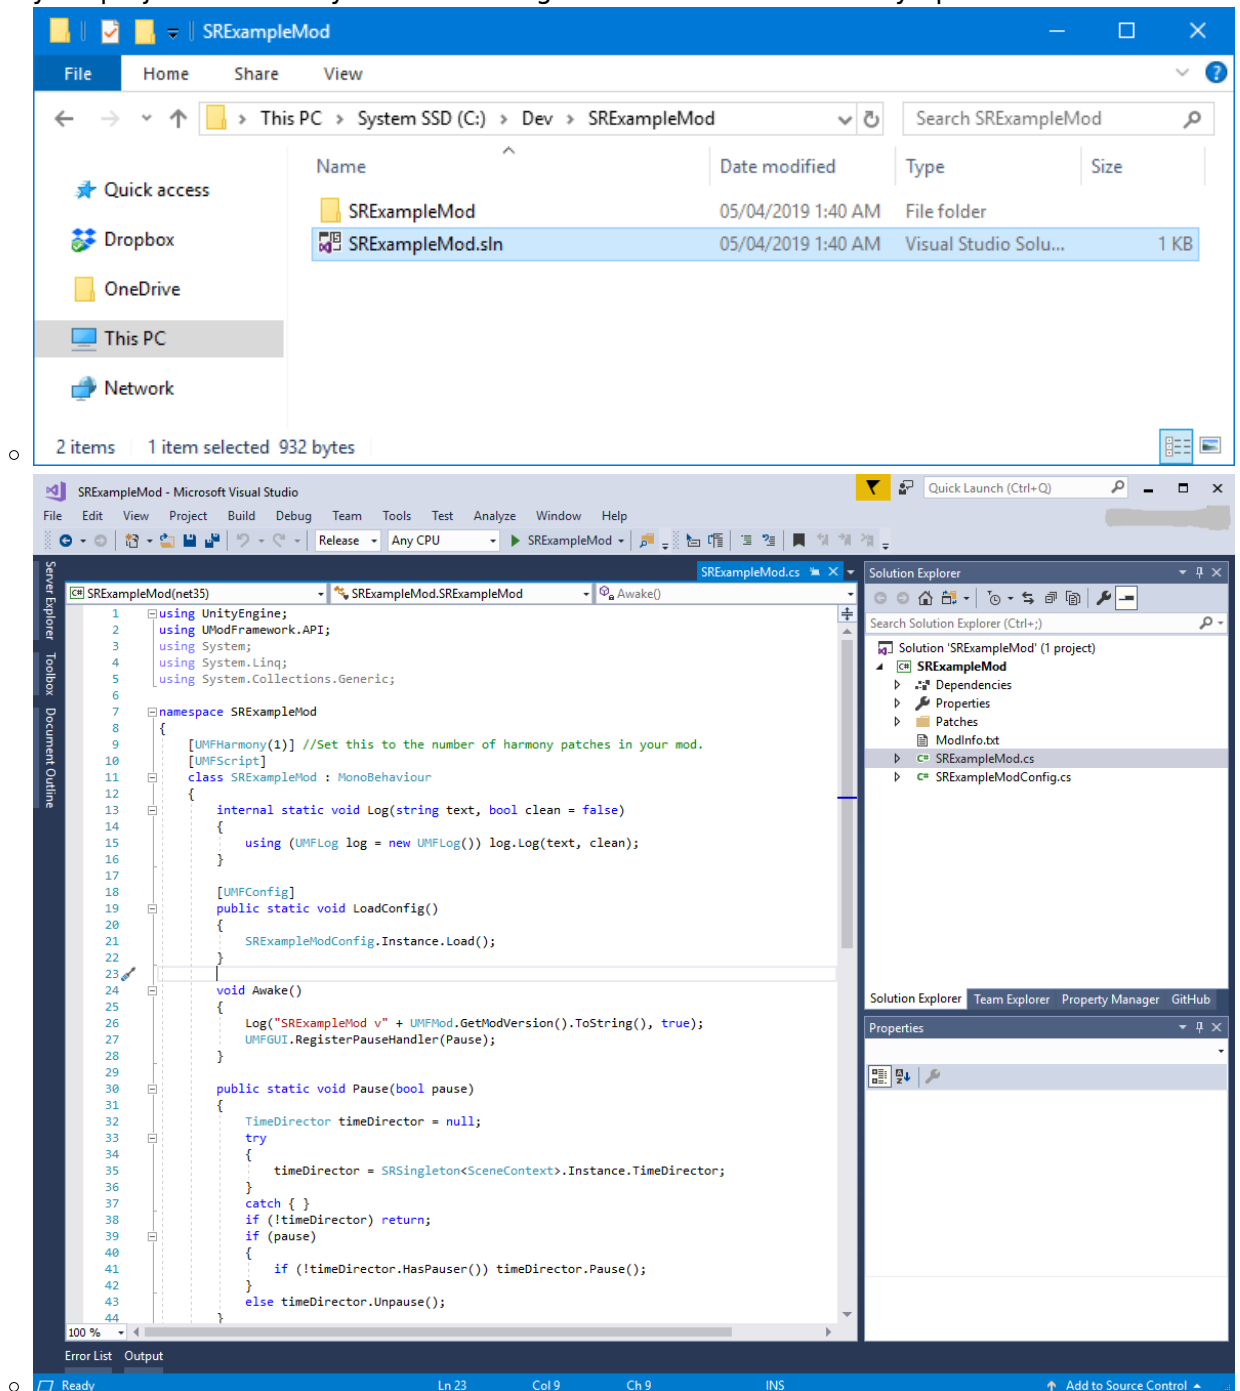 SRExampleMod
File Home Share View
This PC > System SSD (C:) > Dev > SRExampleMod
Search SRExampleMod
Name Date modified Type Size
Quick access
Dropbox
OneDrive
This PC
Network
SRExampleMod 05/04/2019 1:40 AM File folder
SRExampleMod.sln 05/04/2019 1:40 AM Visual Studio Solu... 1 KB
2 items 1 item selected 932 bytes
SRExampleMod - Microsoft Visual Studio
Quick Launch (Ctrl+Q)
File Edit View Project Build Debug Team Tools Test Analyze Window Help
Release Any CPU SRExampleMod
Server Explorer
Toolbox
Document Outline
SRExampleMod.cs
SRExampleMod(net35) SRExampleMod.SRExampleMod Awake()
1 using UnityEngine;
2 using UModFramework.API;
3 using System;
4 using System.Linq;
5 using System.Collections.Generic;
6
7 namespace SRExampleMod
8 {
9 [UMFHarmony(1)] //Set this to the number of harmony patches in your mod.
10 [UMFScript]
11 class SRExampleMod : MonoBehaviour
12 {
13 internal static void Log(string text, bool clean = false)
14 {
15 using (UMFLog log = new UMFLog()) log.Log(text, clean);
16 }
17
18 [UMFConfig]
19 public static void LoadConfig()
20 {
21 SRExampleModConfig.Instance.Load();
22 }
23
24 void Awake()
25 {
26 Log("SRExampleMod v" + UMFMod.GetModVersion().ToString(), true);
27 UMFGUI.RegisterPauseHandler(Pause);
28 }
29
30 public static void Pause(bool pause)
31 {
32 TimeDirector timeDirector = null;
33 try
34 {
35 timeDirector = SRSingleton<SceneContext>.Instance.TimeDirector;
36 }
37 catch { }
38 if (!timeDirector) return;
39 if (pause)
40 {
41 if (!timeDirector.HasPauser()) timeDirector.Pause();
42 }
43 else timeDirector.Unpause();
44 }
100 %
Solution Explorer
Search Solution Explorer (Ctrl+;)
Solution 'SRExampleMod' (1 project)
SRExampleMod
Dependencies
Properties
Patches
ModInfo.txt
SRExampleMod.cs
SRExampleModConfig.cs
Solution Explorer Team Explorer Property Manager GitHub
Properties
Error List Output
Ready Ln 23 Col 9 Ch 9 INS Add to Source Control